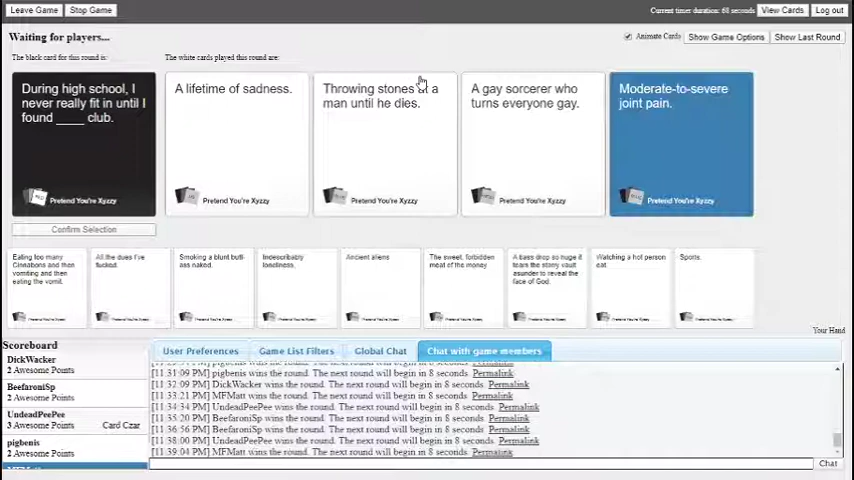 Leave Game
Stop Game
Current timer duration: 68 seconds
View Cards
Log out
Waiting for players...
Animate Cards
Show Game Options
Show Last Round
The black card for this round is:
The white cards played this round are:
During high school, I
never really fit in until I
found ____ club.
A lifetime of sadness.
Throwing stones at a
man until he dies.
A gay sorcerer who
turns everyone gay.
Moderate-to-severe
joint pain.
Pretend You're Xyzzy
Pretend You're Xyzzy
Pretend You're Xyzzy
Pretend You're Xyzzy
Pretend You're Xyzzy
Confirm Selection
Eating too many
Cinnabons and then
vomiting and then
eating the vomit.
All the dues I've
fucked.
Smoking a blunt butt-
ass naked.
Indescribably
loneliness.
Ancient aliens
The sweet, forbidden
meat of the money
A bass drop so huge it
tears the starry vault
asunder to reveal the
face of God.
Watching a hot person
eat.
Sports.
Your Hand
Scoreboard
DickWacker
2 Awesome Points
BeefaroniSp
2 Awesome Points
UndeadPeePee
3 Awesome Points
Card Czar
pigbenis
2 Awesome Points
User Preferences
Game List Filters
Global Chat
Chat with game members
[11:31:09 PM] pigbenis wins the round. The next round will begin in 8 seconds. Permalink
[11:32:09 PM] DickWacker wins the round. The next round will begin in 8 seconds. Permalink
[11:33:21 PM] MFMatt wins the round. The next round will begin in 8 seconds. Permalink
[11:34:34 PM] UndeadPeePee wins the round. The next round will begin in 8 seconds. Permalink
[11:35:20 PM] BeefaroniSp wins the round. The next round will begin in 8 seconds. Permalink
[11:36:56 PM] BeefaroniSp wins the round. The next round will begin in 8 seconds. Permalink
[11:38:00 PM] UndeadPeePee wins the round. The next round will begin in 8 seconds. Permalink
[11:39:04 PM] MFMatt wins the round. The next round will begin in 8 seconds. Permalink
Chat